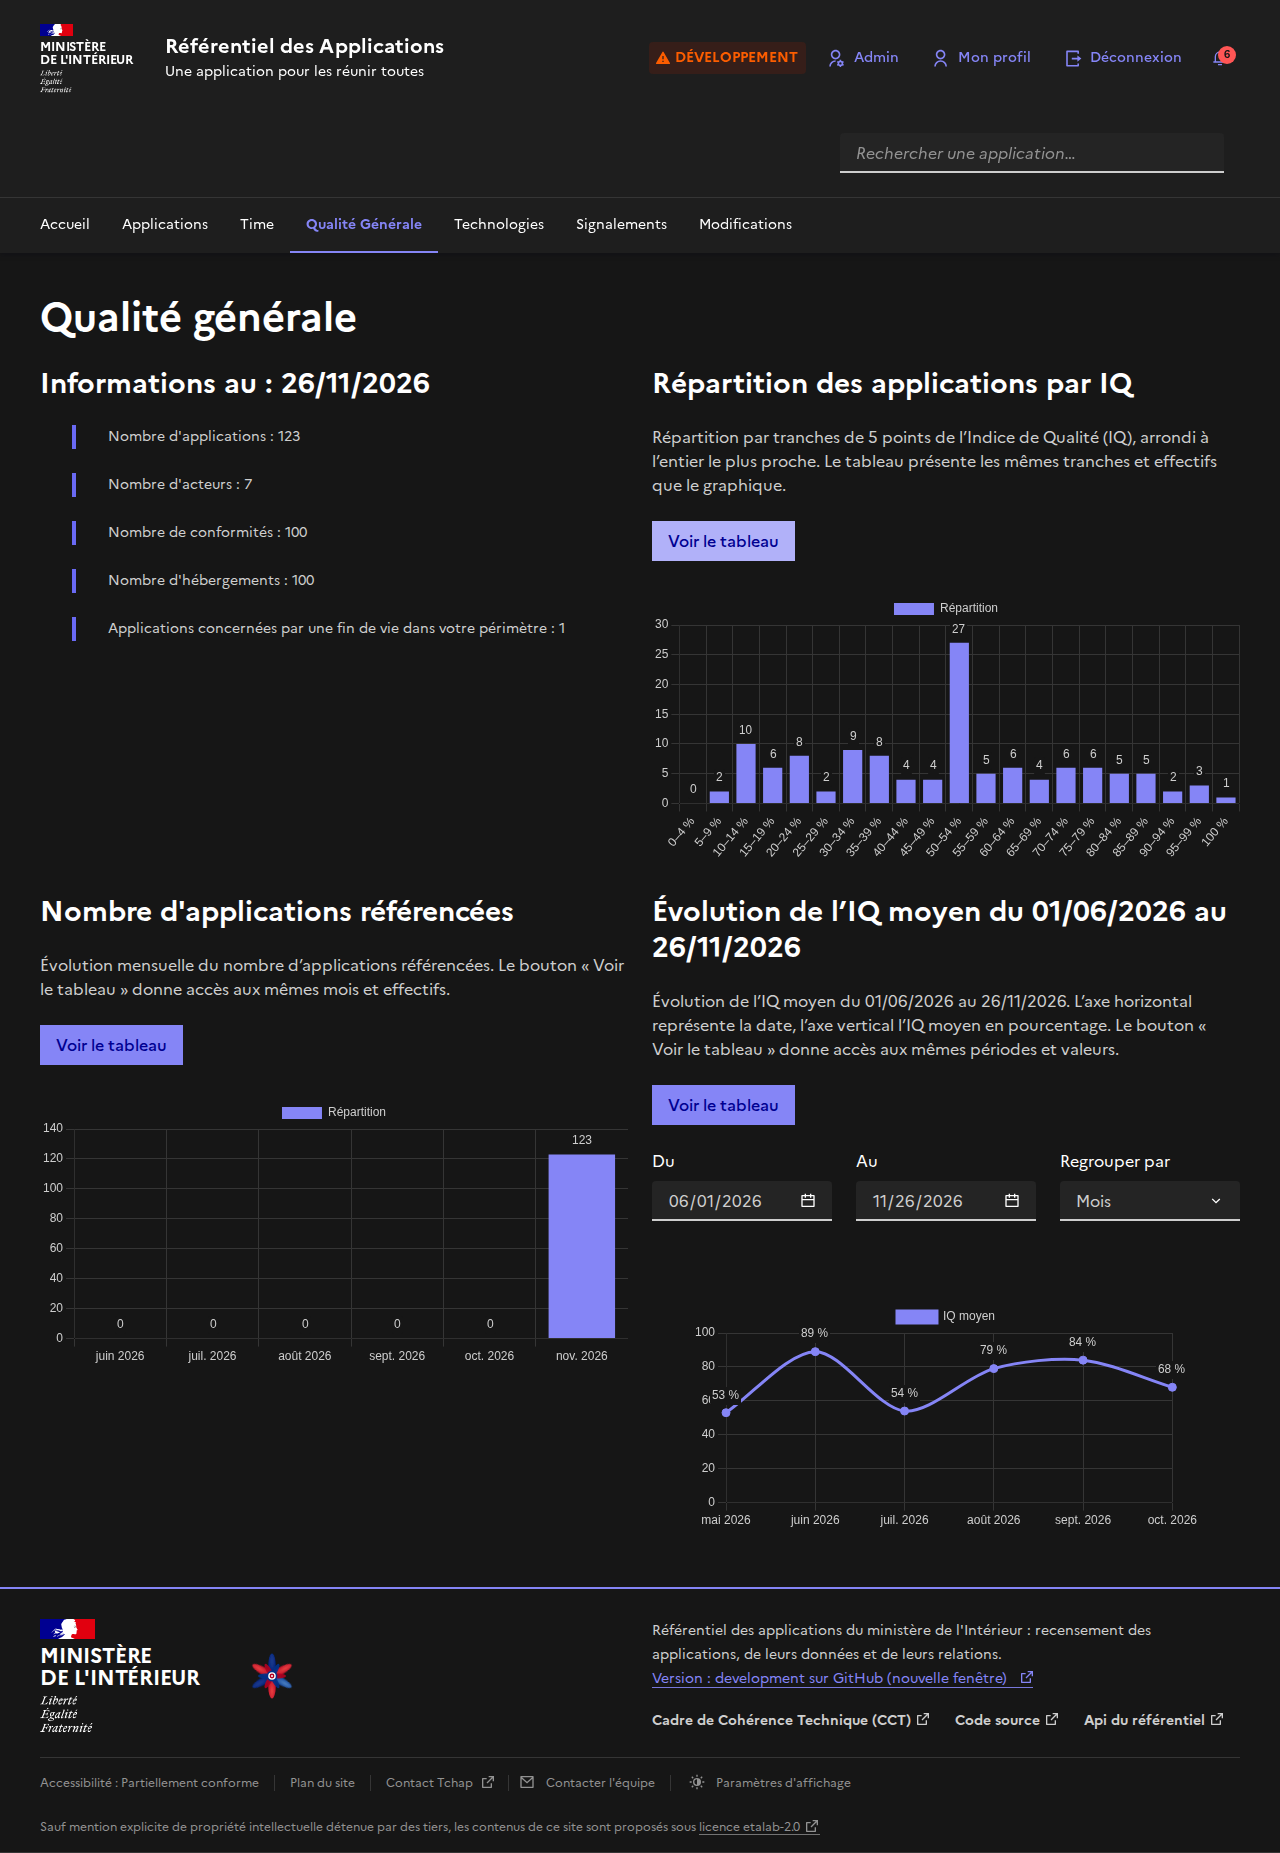 MINISTÈRE
DE L'INTÉRIEUR
Liberté
Égalité
Fraternité
Référentiel des Applications
Une application pour les réunir toutes
DÉVELOPPEMENT
Admin
Mon profil
Déconnexion
6
Rechercher une application…
Accueil
Applications
Time
Qualité Générale
Technologies
Signalements
Modifications
Qualité générale
Informations au : 26/11/2026
Nombre d'applications : 123
Nombre d'acteurs : 7
Nombre de conformités : 100
Nombre d'hébergements : 100
Applications concernées par une fin de vie dans votre périmètre : 1
Répartition des applications par IQ
Répartition par tranches de 5 points de l’Indice de Qualité (IQ), arrondi à
l’entier le plus proche. Le tableau présente les mêmes tranches et effectifs
que le graphique.
Voir le tableau
Répartition
30
25
20
15
10
5
0
0 2 10 6 8 2 9 8 4 4 27 5 6 4 6 6 5 5 2 3 1
0–4 % 5–9 % 10–14 % 15–19 % 20–24 % 25–29 % 30–34 % 35–39 % 40–44 % 45–49 % 50–54 % 55–59 % 60–64 % 65–69 % 70–74 % 75–79 % 80–84 % 85–89 % 90–94 % 95–99 % 100 %
Nombre d'applications référencées
Évolution mensuelle du nombre d’applications référencées. Le bouton « Voir
le tableau » donne accès aux mêmes mois et effectifs.
Voir le tableau
Répartition
140
120
100
80
60
40
20
0
0 0 0 0 0 123
juin 2026 juil. 2026 août 2026 sept. 2026 oct. 2026 nov. 2026
Évolution de l’IQ moyen du 01/06/2026 au
26/11/2026
Évolution de l’IQ moyen du 01/06/2026 au 26/11/2026. L’axe horizontal
représente la date, l’axe vertical l’IQ moyen en pourcentage. Le bouton «
Voir le tableau » donne accès aux mêmes périodes et valeurs.
Voir le tableau
Du
06/01/2026
Au
11/26/2026
Regrouper par
Mois
IQ moyen
100
80
60
40
20
0
53 % 89 % 54 % 79 % 84 % 68 %
mai 2026 juin 2026 juil. 2026 août 2026 sept. 2026 oct. 2026
MINISTÈRE
DE L'INTÉRIEUR
Liberté
Égalité
Fraternité
Référentiel des applications du ministère de l'Intérieur : recensement des
applications, de leurs données et de leurs relations.
Version : development sur GitHub (nouvelle fenêtre)
Cadre de Cohérence Technique (CCT)
Code source
Api du référentiel
Accessibilité : Partiellement conforme
Plan du site
Contact Tchap
Contacter l'équipe
Paramètres d'affichage
Sauf mention explicite de propriété intellectuelle détenue par des tiers, les contenus de ce site sont proposés sous licence etalab-2.0